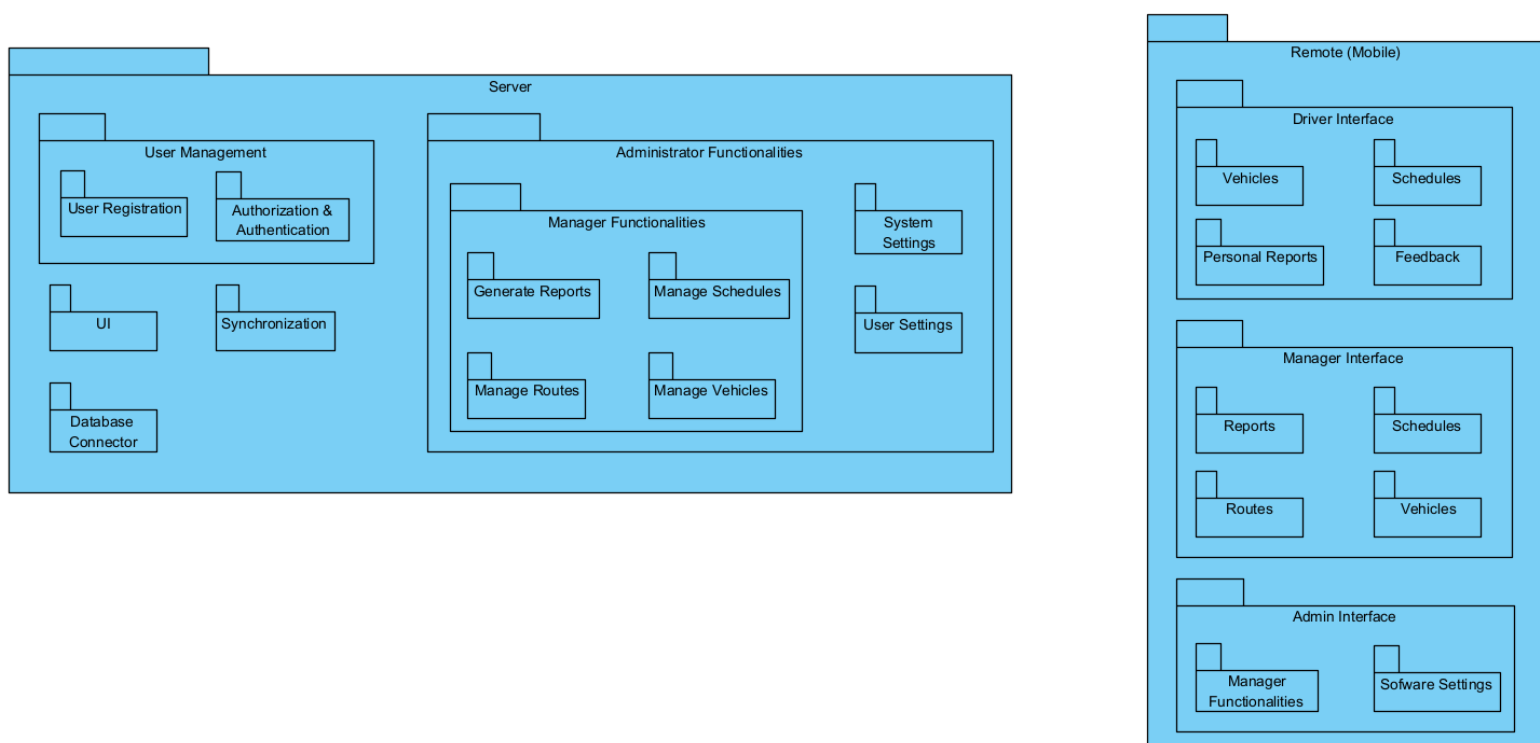 Server
User Management
User Registration
Authorization &
Authentication
UI
Synchronization
Database
Connector
Administrator Functionalities
Manager Functionalities
Generate Reports
Manage Schedules
Manage Routes
Manage Vehicles
System
Settings
User Settings
Remote (Mobile)
Driver Interface
Vehicles
Schedules
Personal Reports
Feedback
Manager Interface
Reports
Schedules
Routes
Vehicles
Admin Interface
Manager
Functionalities
Sofware Settings